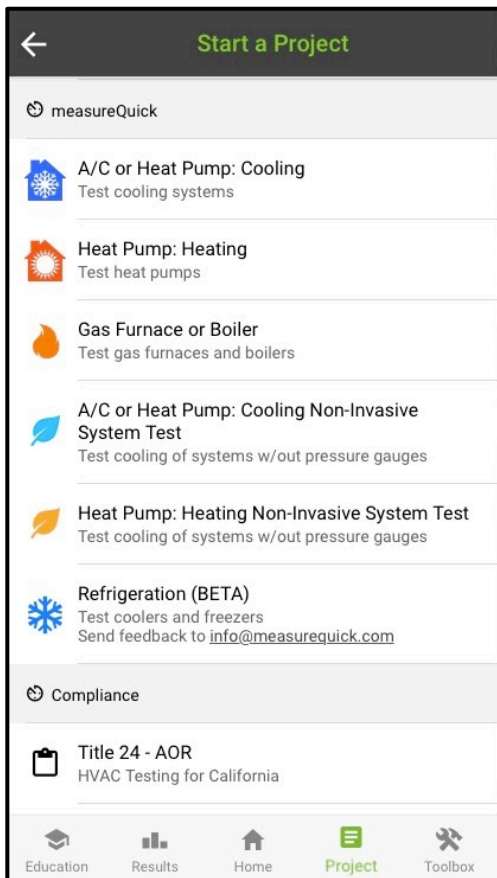 Start a Project
measureQuick
A/C or Heat Pump: Cooling
Test cooling systems
Heat Pump: Heating
Test heat pumps
Gas Furnace or Boiler
Test gas furnaces and boilers
A/C or Heat Pump: Cooling Non-Invasive
System Test
Test cooling of systems w/out pressure gauges
Heat Pump: Heating Non-Invasive System Test
Test cooling of systems w/out pressure gauges
Refrigeration (BETA)
Test coolers and freezers
Send feedback to info@measurequick.com
Compliance
Title 24 - AOR
HVAC Testing for California
Education Results Home Project Toolbox